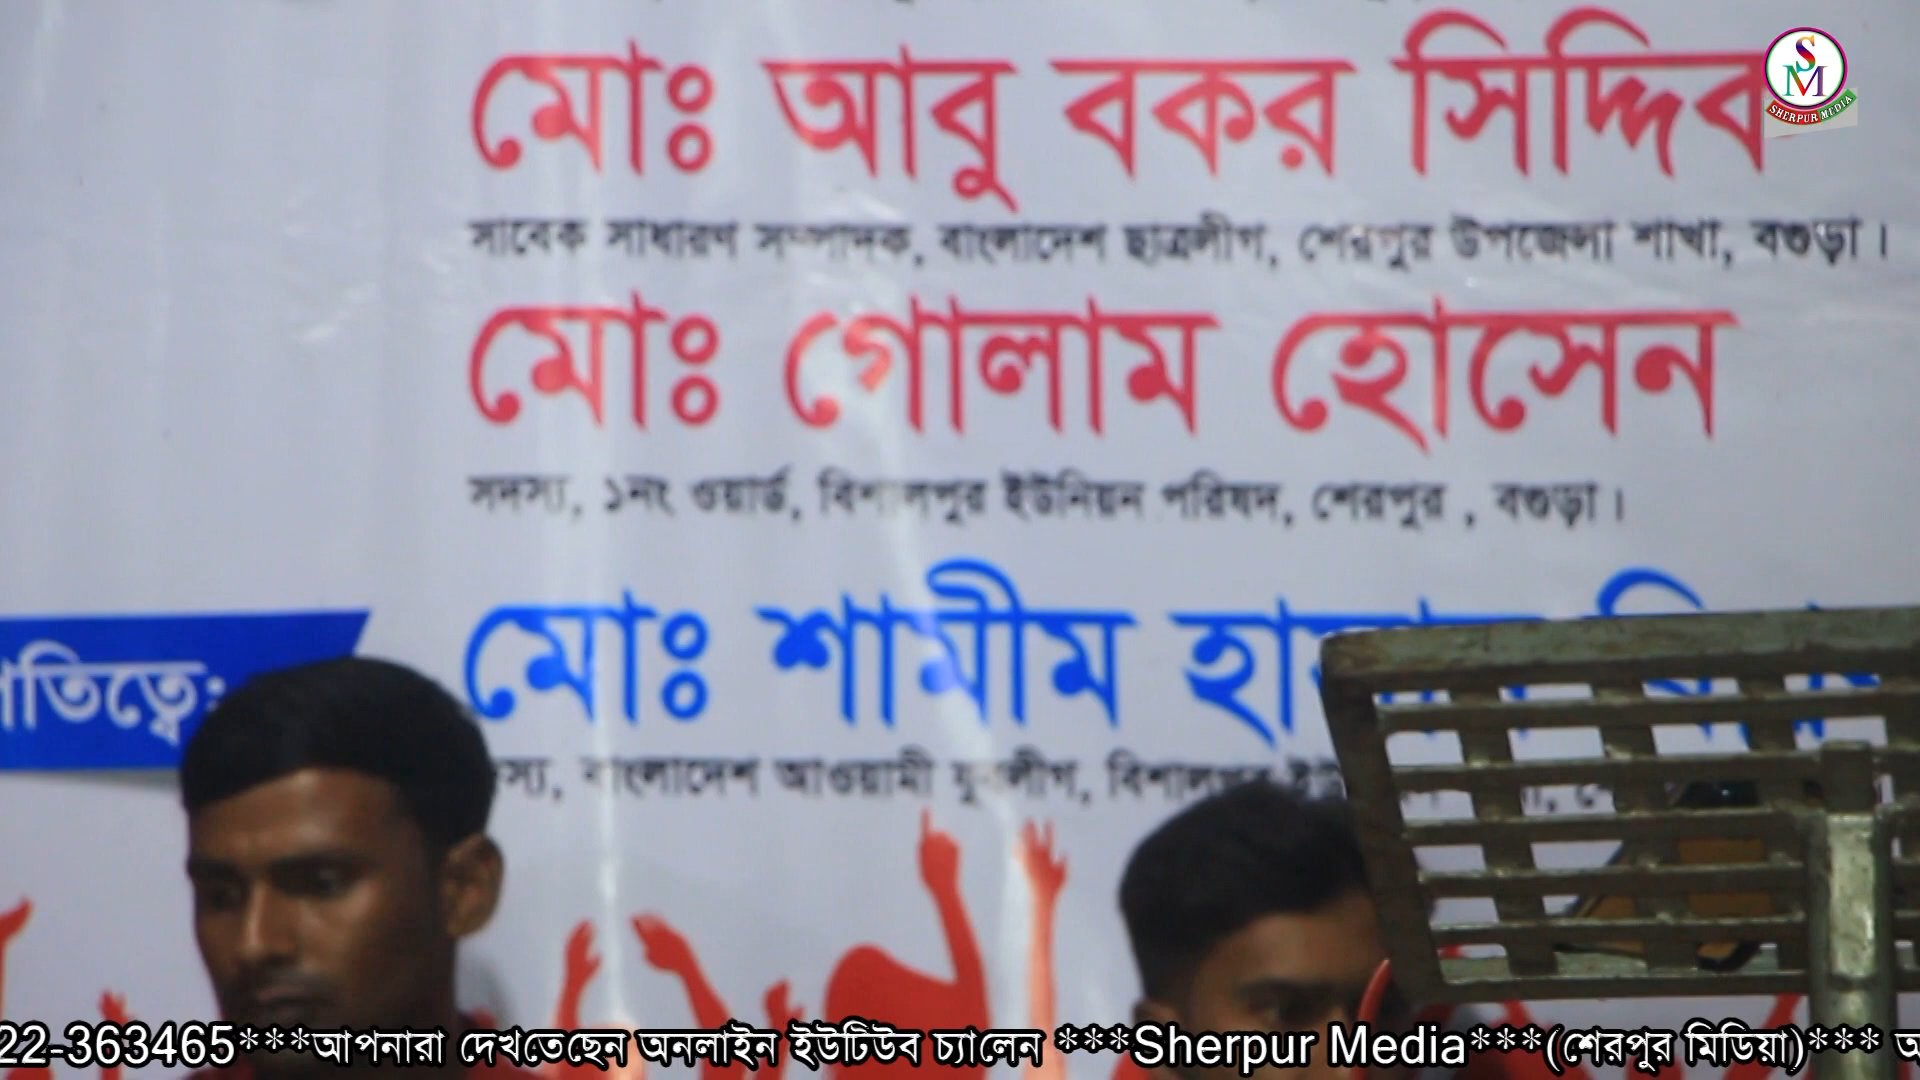 মোঃ আবু বকর সিদ্দিক
S
M
SHERPUR MEDIA
সাবেক সাধারণ সম্পাদক, বাংলাদেশ ছাত্রলীগ, শেরপুর উপজেলা শাখা, বগুড়া।
মোঃ গোলাম হোসেন
সদস্য, ১নং ওয়ার্ড, বিশালপুর ইউনিয়ন পরিষদ, শেরপুর , বগুড়া।
মোঃ শামীম
বাংলাদেশ আওয়ামী যুবলীগ, বিশালপুর
22-363465***আপনারা দেখতেছেন অনলাইন ইউটিউব চ্যালেন ***Sherpur Media***(শেরপুর মিডিয়া)***